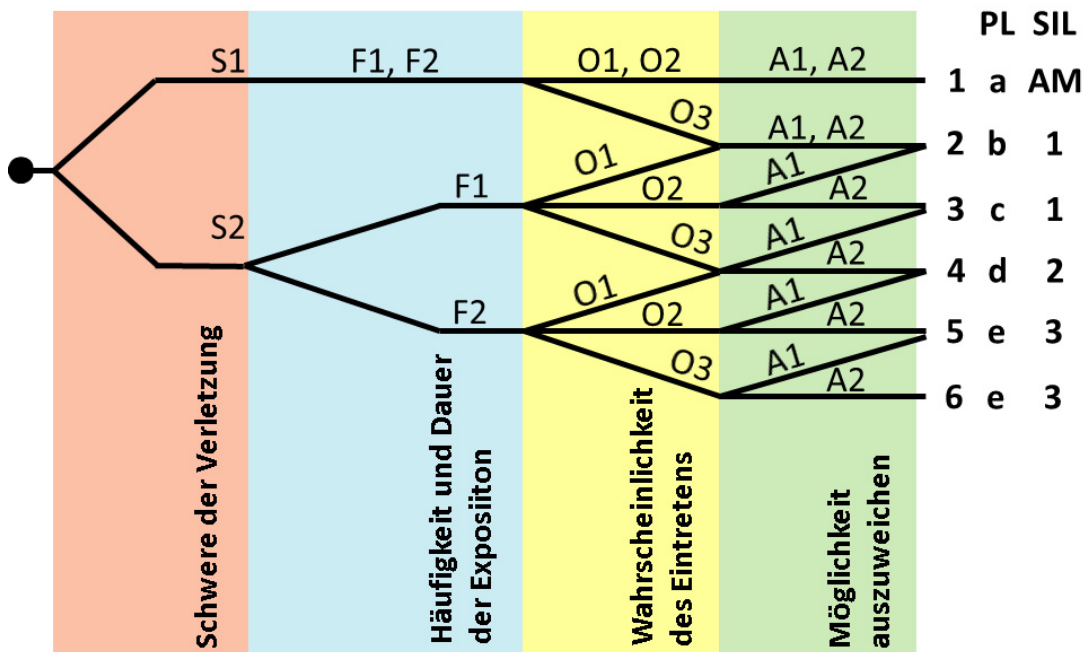 PL SIL
S1 F1, F2 O1, O2 A1, A2 1 a AM
O3 A1, A2 2 b 1
O1 A1
F1 O2 A2 3 c 1
S2 O3 A1
A2 4 d 2
O1 A1
F2 O2 A2 5 e 3
O3 A1
A2 6 e 3
Schwere der Verletzung
Häufigkeit und Dauer
der Exposiiton
Wahrscheinlichkeit
des Eintretens
Möglichkeit
auszuweichen